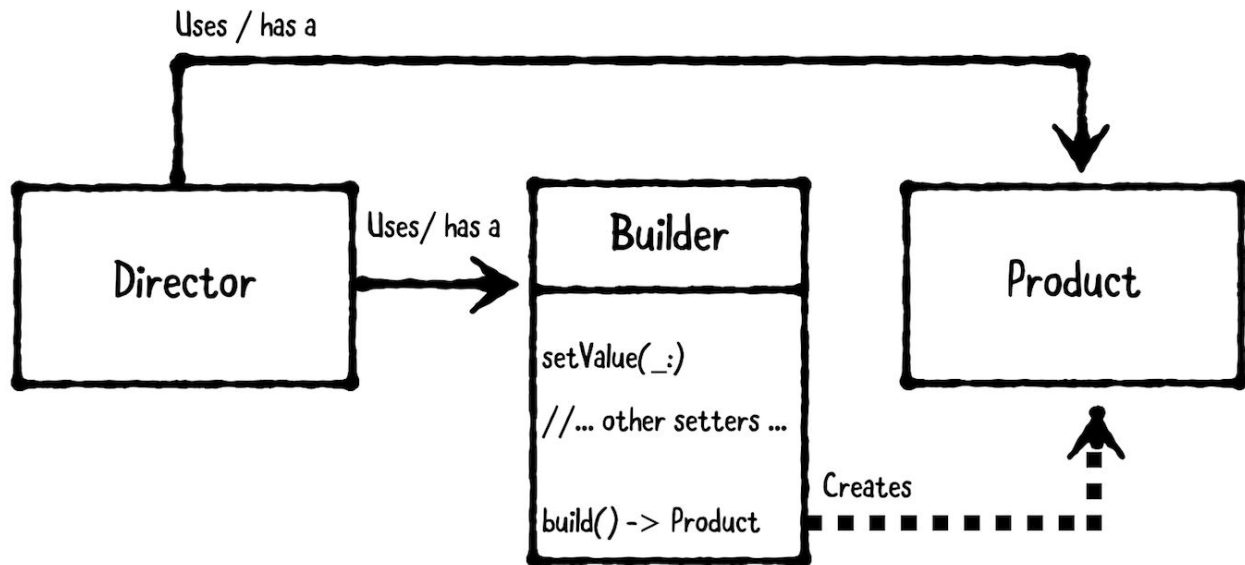 Uses / has a
Director
Uses/ has a
Builder
setValue(_:)
//... other setters ...
build() -> Product
Creates
Product